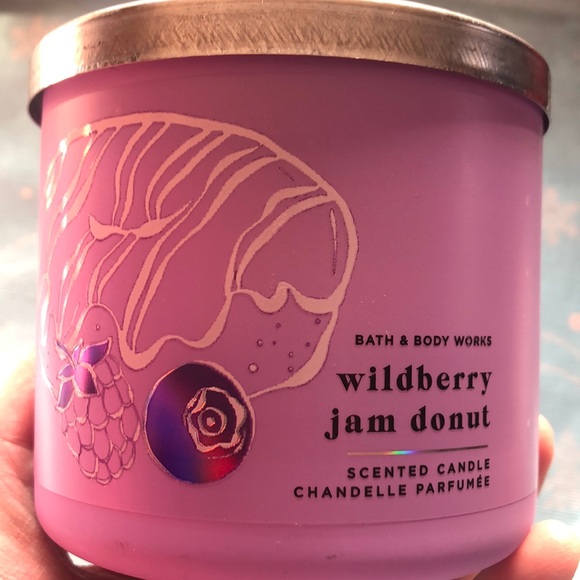 BATH & BODY WORKS
wildberry
jam donut
SCENTED CANDLE
CHANDELLE PARFUMÉE